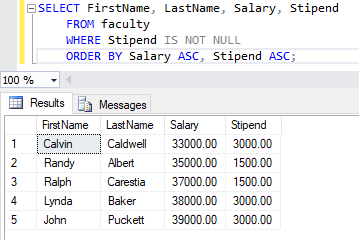 SELECT FirstName, LastName, Salary, Stipend
FROM faculty
WHERE Stipend IS NOT NULL
ORDER BY Salary ASC, Stipend ASC;
100 %
Results Messages
FirstName LastName Salary Stipend
1 Calvin Caldwell 33000.00 3000.00
2 Randy Albert 35000.00 1500.00
3 Ralph Carestia 37000.00 1500.00
4 Lynda Baker 38000.00 3000.00
5 John Puckett 39000.00 3000.00